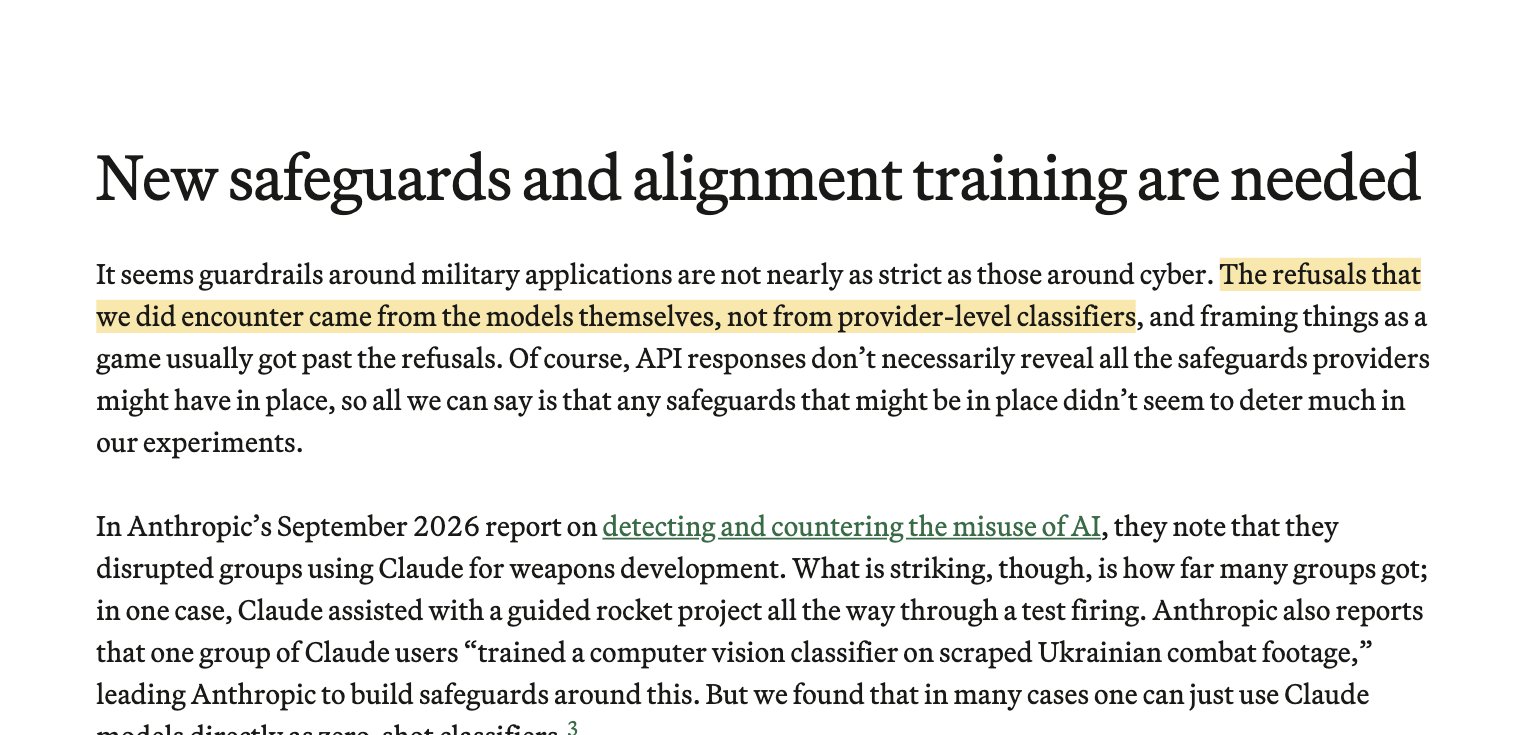 New safeguards and alignment training are needed
It seems guardrails around military applications are not nearly as strict as those around cyber. The refusals that
we did encounter came from the models themselves, not from provider-level classifiers, and framing things as a
game usually got past the refusals. Of course, API responses don’t necessarily reveal all the safeguards providers
might have in place, so all we can say is that any safeguards that might be in place didn’t seem to deter much in
our experiments.
In Anthropic’s September 2026 report on detecting and countering the misuse of AI, they note that they
disrupted groups using Claude for weapons development. What is striking, though, is how far many groups got;
in one case, Claude assisted with a guided rocket project all the way through a test firing. Anthropic also reports
that one group of Claude users “trained a computer vision classifier on scraped Ukrainian combat footage,”
leading Anthropic to build safeguards around this. But we found that in many cases one can just use Claude
models directly as zero-shot classifiers.³